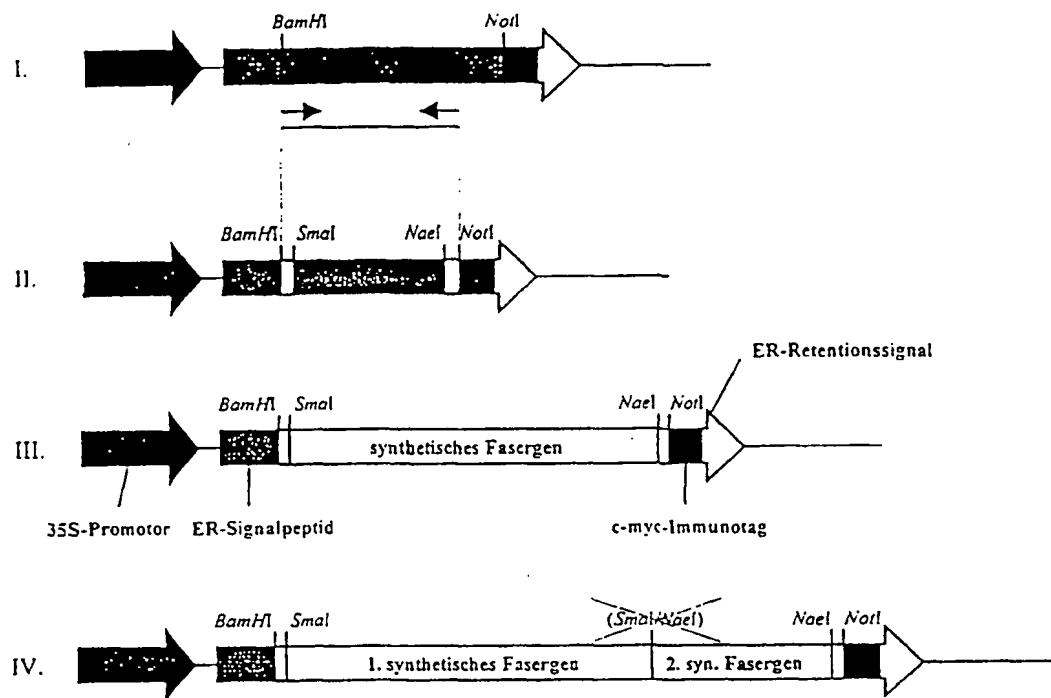 BamHI NotI
I.
BamHI SmaI NaeI NotI
II.
ER-Retentionssignal
BamHI SmaI NaeI NotI
III. synthetisches Fasergen
35S-Promotor ER-Signalpeptid c-myc-Immunotag
BamHI SmaI (SmaI/NaeI) NaeI NotI
IV. 1. synthetisches Fasergen 2. syn. Fasergen